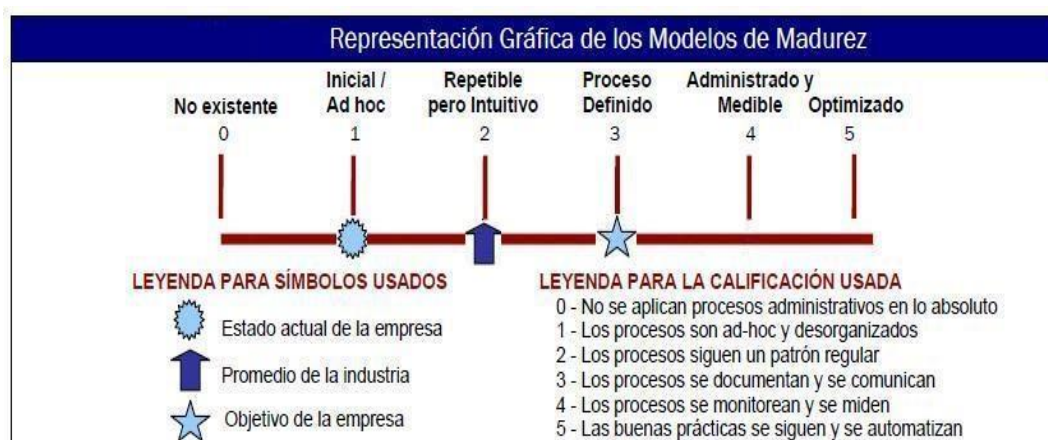 Representación Gráfica de los Modelos de Madurez
No existente
0
Inicial /
Ad hoc
1
Repetible
pero Intuitivo
2
Proceso
Definido
3
Administrado y
Medible
4
Optimizado
5
LEYENDA PARA SÍMBOLOS USADOS
Estado actual de la empresa
Promedio de la industria
Objetivo de la empresa
LEYENDA PARA LA CALIFICACIÓN USADA
0 - No se aplican procesos administrativos en lo absoluto
1 - Los procesos son ad-hoc y desorganizados
2 - Los procesos siguen un patrón regular
3 - Los procesos se documentan y se comunican
4 - Los procesos se monitorean y se miden
5 - Las buenas prácticas se siguen y se automatizan